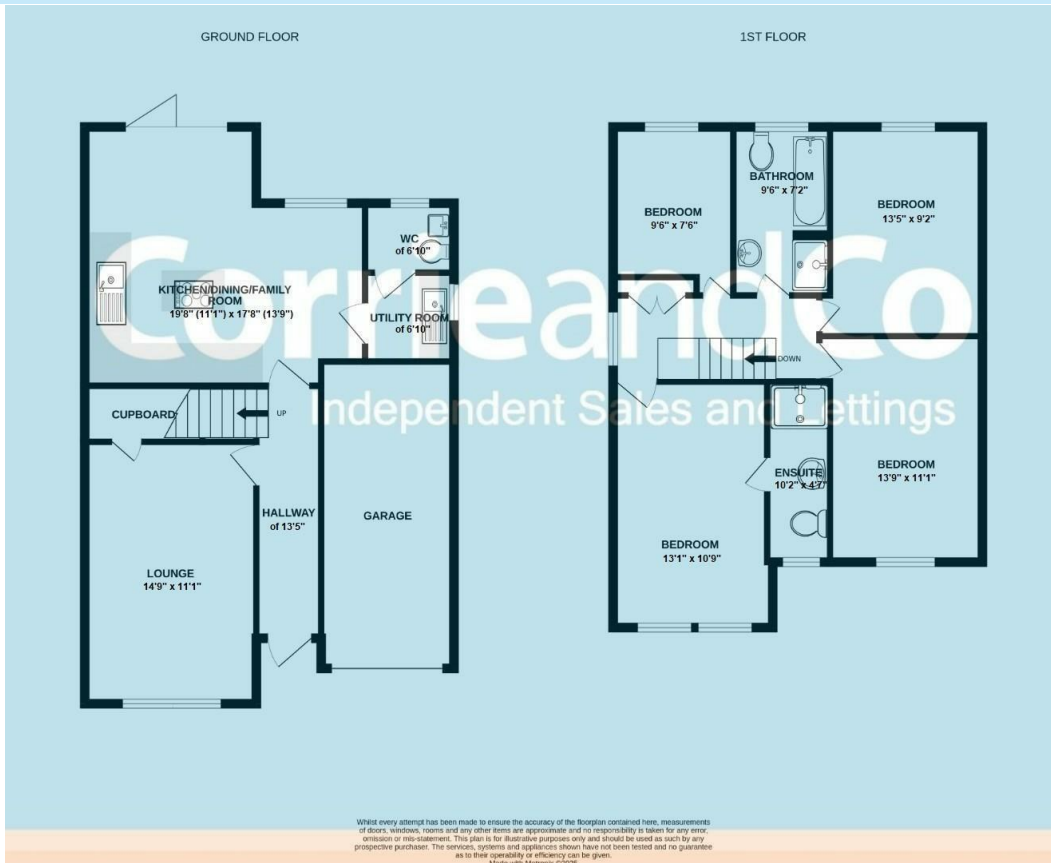 GROUND FLOOR
1ST FLOOR
KITCHEN/DINING/FAMILY
ROOM
19'8" (11'1") x 17'8" (13'9")
WC
of 6'10"
UTILITY ROOM
of 6'10"
CUPBOARD
UP
HALLWAY
of 13'5"
GARAGE
LOUNGE
14'9" x 11'1"
BEDROOM
9'6" x 7'6"
BATHROOM
9'6" x 7'2"
BEDROOM
13'5" x 9'2"
DOWN
ENSUITE
10'2" x 4'7"
BEDROOM
13'9" x 11'1"
BEDROOM
13'1" x 10'9"
CorrieandCo
Independent Sales and Lettings
Whilst every attempt has been made to ensure the accuracy of the floorplan contained here, measurements
of doors, windows, rooms and any other items are approximate and no responsibility is taken for any error,
omission or mis-statement. This plan is for illustrative purposes only and should be used as such by any
prospective purchaser. The services, systems and appliances shown have not been tested and no guarantee
as to their operability or efficiency can be given.
Made with Metropix ©2025